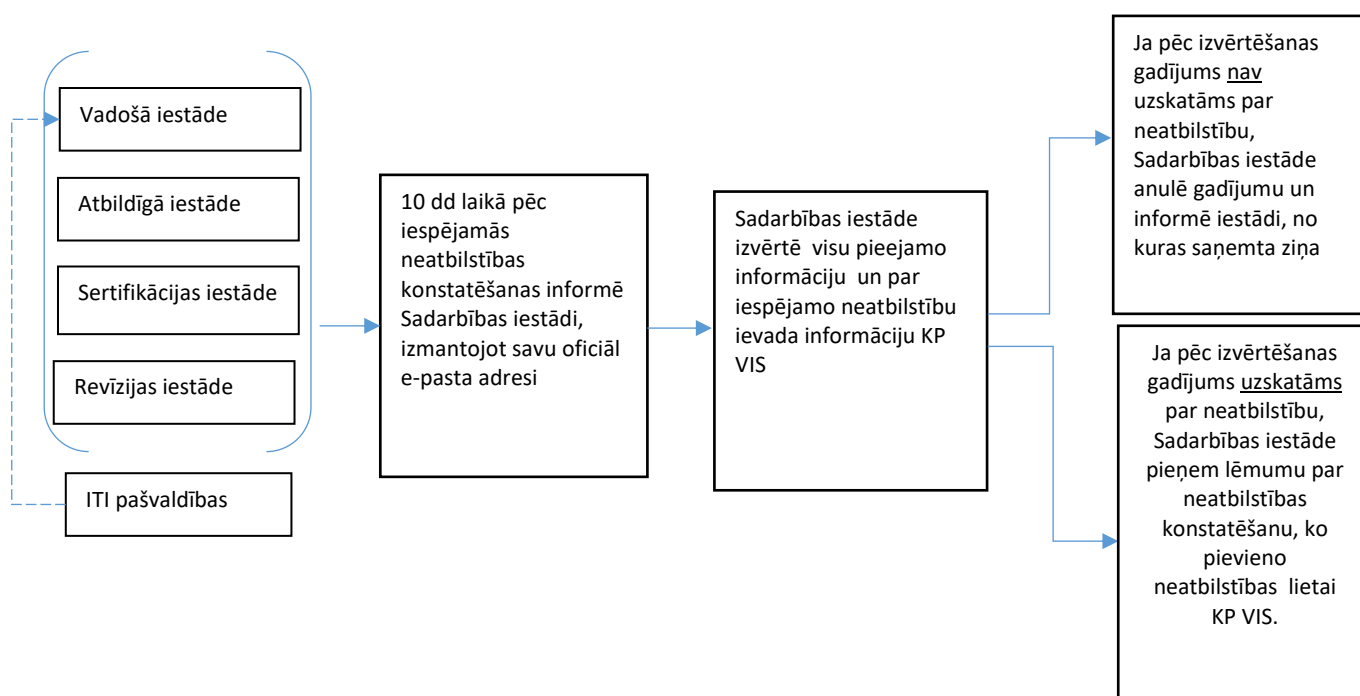 Vadošā iestāde
Atbildīgā iestāde
Sertifikācijas iestāde
Revīzijas iestāde
ITI pašvaldības
10 dd laikā pēc
iespējamās
neatbilstības
konstatēšanas informē
Sadarbības iestādi,
izmantojot savu oficiāl
e-pasta adresi
Sadarbības iestāde
izvērtē visu pieejamo
informāciju un par
iespējamo neatbilstību
ievada informāciju KP
VIS
Ja pēc izvērtēšanas
gadījums nav
uzskatāms par
neatbilstību,
Sadarbības iestāde
anulē gadījumu un
informē iestādi, no
kuras saņemta ziņa
Ja pēc izvērtēšanas
gadījums uzskatāms
par neatbilstību,
Sadarbības iestāde
pieņem lēmumu par
neatbilstības
konstatēšanu, ko
pievieno
neatbilstības lietai
KP VIS.